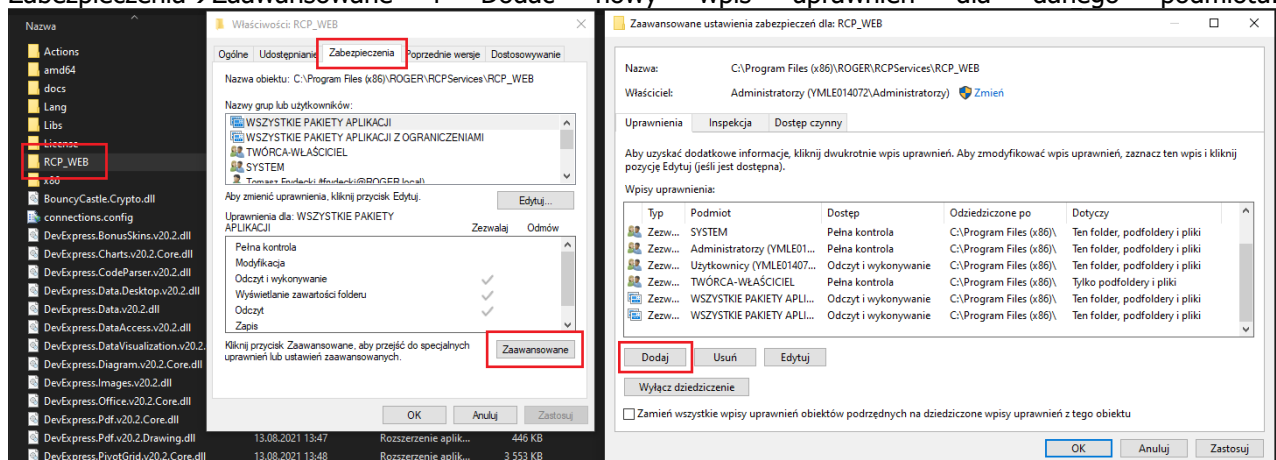 Zabezpieczenia→Zaawansowane i Dodać nowy wpis uprawnień dla danego podmiotu.
Nazwa
Actions
amd64
docs
Lang
Libs
License
RCP_WEB
x86
BouncyCastle.Crypto.dll
connections.config
DevExpress.BonusSkins.v20.2.dll
DevExpress.Charts.v20.2.Core.dll
DevExpress.CodeParser.v20.2.dll
DevExpress.Data.Desktop.v20.2.dll
DevExpress.Data.v20.2.dll
DevExpress.DataAccess.v20.2.dll
DevExpress.DataVisualization.v20.2.
DevExpress.Diagram.v20.2.Core.dll
DevExpress.Images.v20.2.dll
DevExpress.Office.v20.2.Core.dll
DevExpress.Pdf.v20.2.Core.dll
DevExpress.Pdf.v20.2.Drawing.dll 13.08.2021 13:47 Rozszerzenie aplik... 446 KB
DevExpress.PivotGrid.v20.2.Core.dll 13.08.2021 13:48 Rozszerzenie aplik... 3 553 KB
Właściwości: RCP_WEB
Ogólne Udostępnianie Zabezpieczenia Poprzednie wersje Dostosowywanie
Nazwa obiektu: C:\Program Files (x86)\ROGER\RCPServices\RCP_WEB
Nazwy grup lub użytkowników:
WSZYSTKIE PAKIETY APLIKACJI
WSZYSTKIE PAKIETY APLIKACJI Z OGRANICZENIAMI
TWÓRCA-WŁAŚCICIEL
SYSTEM
Tomasz Frydecki (tfrydecki@ROGER.local)
Aby zmienić uprawnienia, kliknij przycisk Edytuj.
Edytuj...
Uprawnienia dla: WSZYSTKIE PAKIETY
APLIKACJI Zezwalaj Odmów
Pełna kontrola
Modyfikacja
Odczyt i wykonywanie
Wyświetlanie zawartości folderu
Odczyt
Zapis
Kliknij przycisk Zaawansowane, aby przejść do specjalnych
uprawnień lub ustawień zaawansowanych.
Zaawansowane
OK Anuluj Zastosuj
Zaawansowane ustawienia zabezpieczeń dla: RCP_WEB
Nazwa: C:\Program Files (x86)\ROGER\RCPServices\RCP_WEB
Właściciel: Administratorzy (YMLE014072\Administratorzy) Zmień
Uprawnienia Inspekcja Dostęp czynny
Aby uzyskać dodatkowe informacje, kliknij dwukrotnie wpis uprawnień. Aby zmodyfikować wpis uprawnień, zaznacz ten wpis i kliknij
pozycję Edytuj (jeśli jest dostępna).
Wpisy uprawnienia:
Typ Podmiot Dostęp Odziedziczone po Dotyczy
Zezw... SYSTEM Pełna kontrola C:\Program Files (x86)\ Ten folder, podfoldery i pliki
Zezw... Administratorzy (YMLE01... Pełna kontrola C:\Program Files (x86)\ Ten folder, podfoldery i pliki
Zezw... Użytkownicy (YMLE01407... Odczyt i wykonywanie C:\Program Files (x86)\ Ten folder, podfoldery i pliki
Zezw... TWÓRCA-WŁAŚCICIEL Pełna kontrola C:\Program Files (x86)\ Tylko podfoldery i pliki
Zezw... WSZYSTKIE PAKIETY APLI... Odczyt i wykonywanie C:\Program Files (x86)\ Ten folder, podfoldery i pliki
Zezw... WSZYSTKIE PAKIETY APLI... Odczyt i wykonywanie C:\Program Files (x86)\ Ten folder, podfoldery i pliki
Dodaj Usuń Edytuj
Wyłącz dziedziczenie
Zamień wszystkie wpisy uprawnień obiektów podrzędnych na dziedziczone wpisy uprawnień z tego obiektu
OK Anuluj Zastosuj